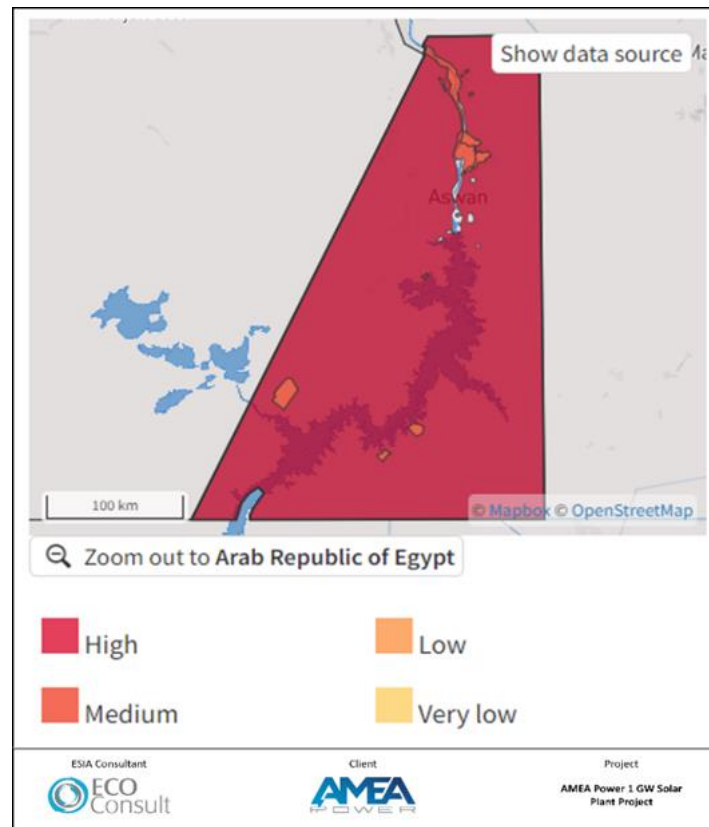 Show data source
Aswan
100 km
© Mapbox © OpenStreetMap
Zoom out to Arab Republic of Egypt
High
Low
Medium
Very low
ESIA Consultant
Client
Project
ECO
Consult
AMEA
POWER
AMEA Power 1 GW Solar
Plant Project